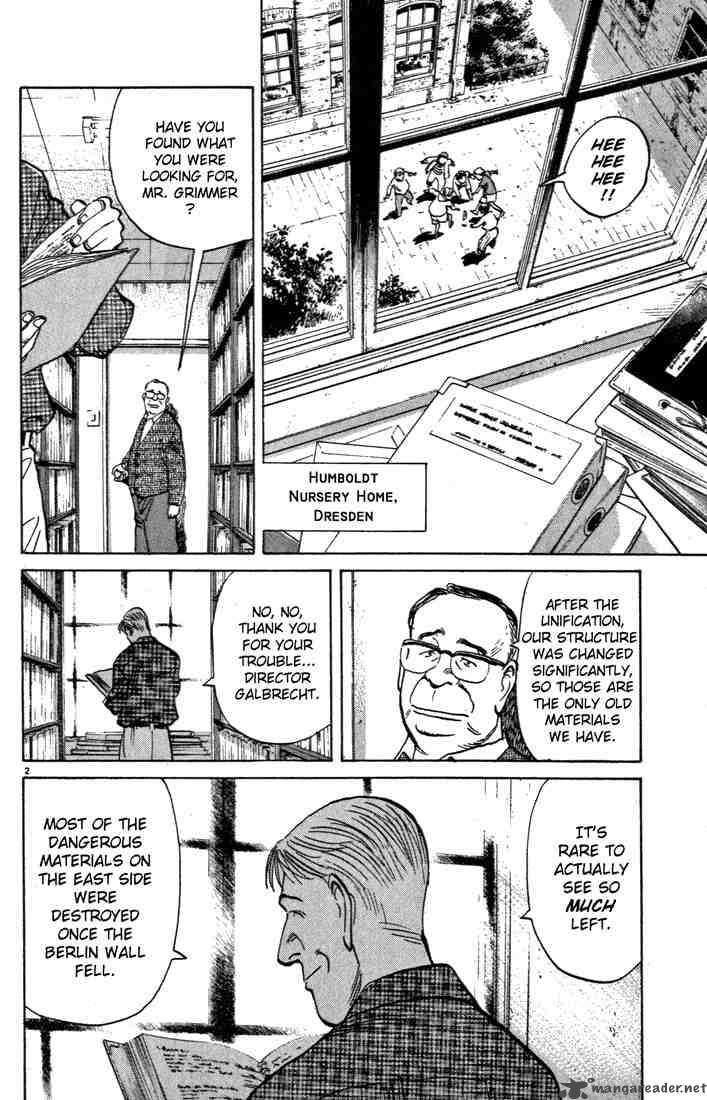 HEE
HEE
HEE
!!
HUMBOLDT
NURSERY HOME,
DRESDEN
HAVE YOU
FOUND WHAT
YOU WERE
LOOKING FOR,
MR. GRIMMER
?
AFTER THE
UNIFICATION,
OUR STRUCTURE
WAS CHANGED
SIGNIFICANTLY,
SO THOSE ARE
THE ONLY OLD
MATERIALS
WE HAVE.
NO, NO,
THANK YOU
FOR YOUR
TROUBLE...
DIRECTOR
GALBRECHT.
2
IT'S
RARE TO
ACTUALLY
SEE SO
MUCH
LEFT.
MOST OF THE
DANGEROUS
MATERIALS ON
THE EAST SIDE
WERE
DESTROYED
ONCE THE
BERLIN WALL
FELL.
mangareader.net